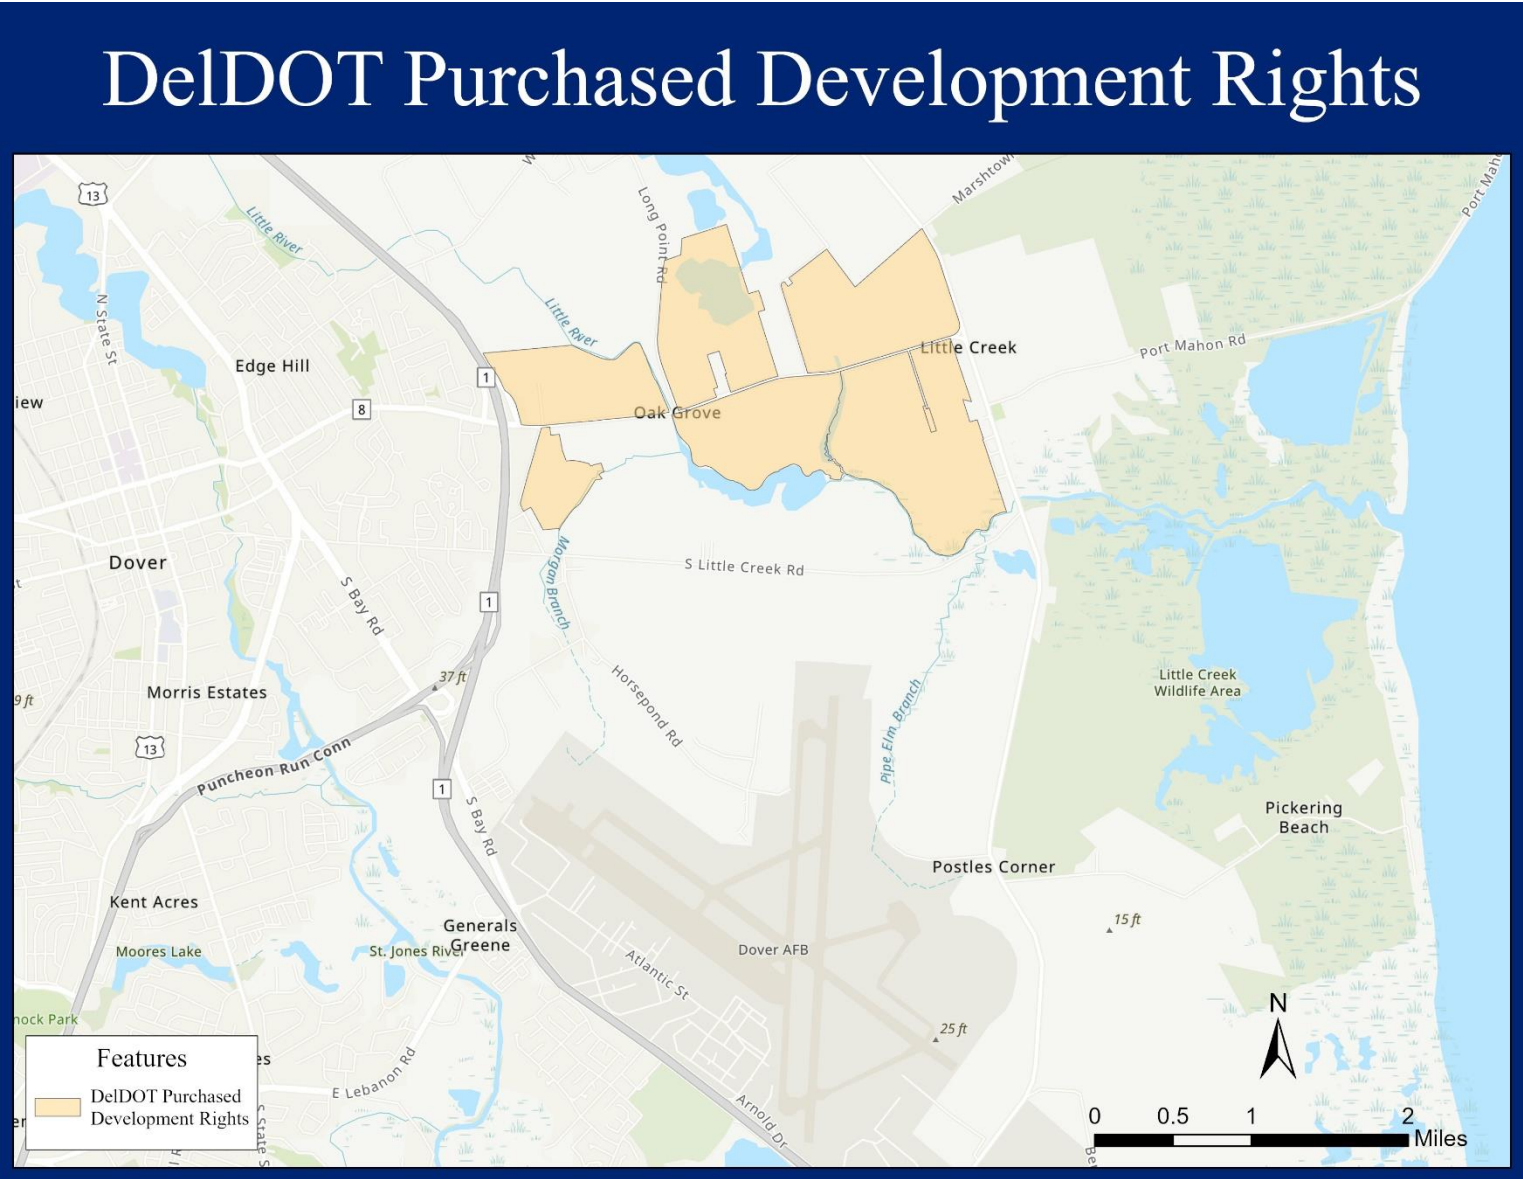 DelDOT Purchased Development Rights
13
Little River
Long Point Rd
Port Mah
N State St
Little River
Edge Hill
1
8
Little Creek
Port Mahon Rd
iew
Oak Grove
Dover
S Bay Rd
Morgan Branch
S Little Creek Rd
1
37 ft
9 ft
Morris Estates
Horsepond Rd
Pipe Elm Branch
Little Creek
Wildlife Area
13
Puncheon Run Conn
1
S Bay Rd
Pickering
Beach
Postles Corner
Kent Acres
Generals
Greene
15 ft
Moores Lake
St. Jones River
Dover AFB
Atlantic St
nock Park
25 ft
N
Features
es
DelDOT Purchased
Development Rights
er
E Lebanon Rd
S State S
Arnold Dr
0 0.5 1 2
Miles